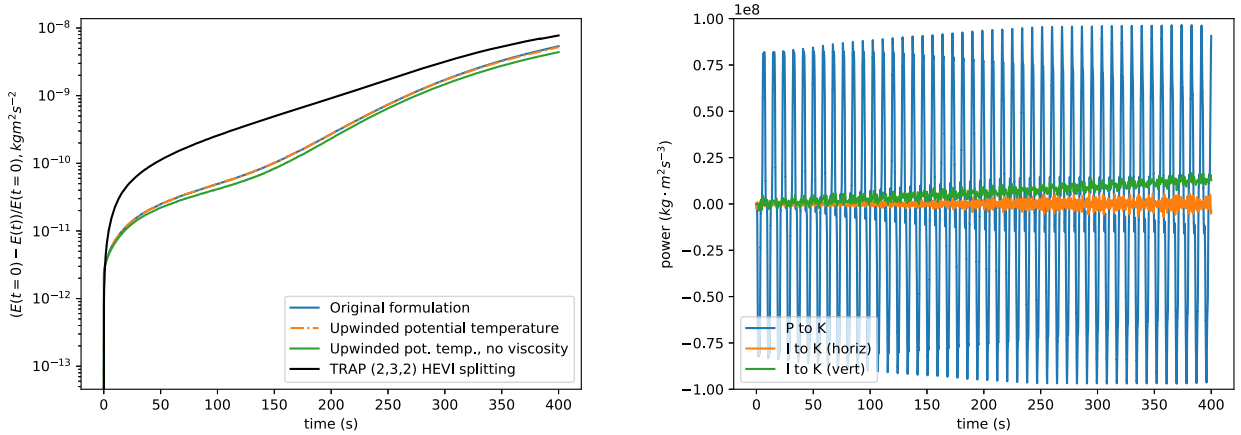 10⁻⁸
10⁻⁹
10⁻¹⁰
10⁻¹¹
10⁻¹²
10⁻¹³
(E(t = 0) − E(t))/E(t = 0), kgm²s⁻²
0 50 100 150 200 250 300 350 400
time (s)
Original formulation
Upwinded potential temperature
Upwinded pot. temp., no viscosity
TRAP (2,3,2) HEVI splitting
1e8
1.00
0.75
0.50
0.25
0.00
−0.25
−0.50
−0.75
−1.00
power (kg · m²s⁻³)
0 50 100 150 200 250 300 350 400
time (s)
P to K
I to K (horiz)
I to K (vert)